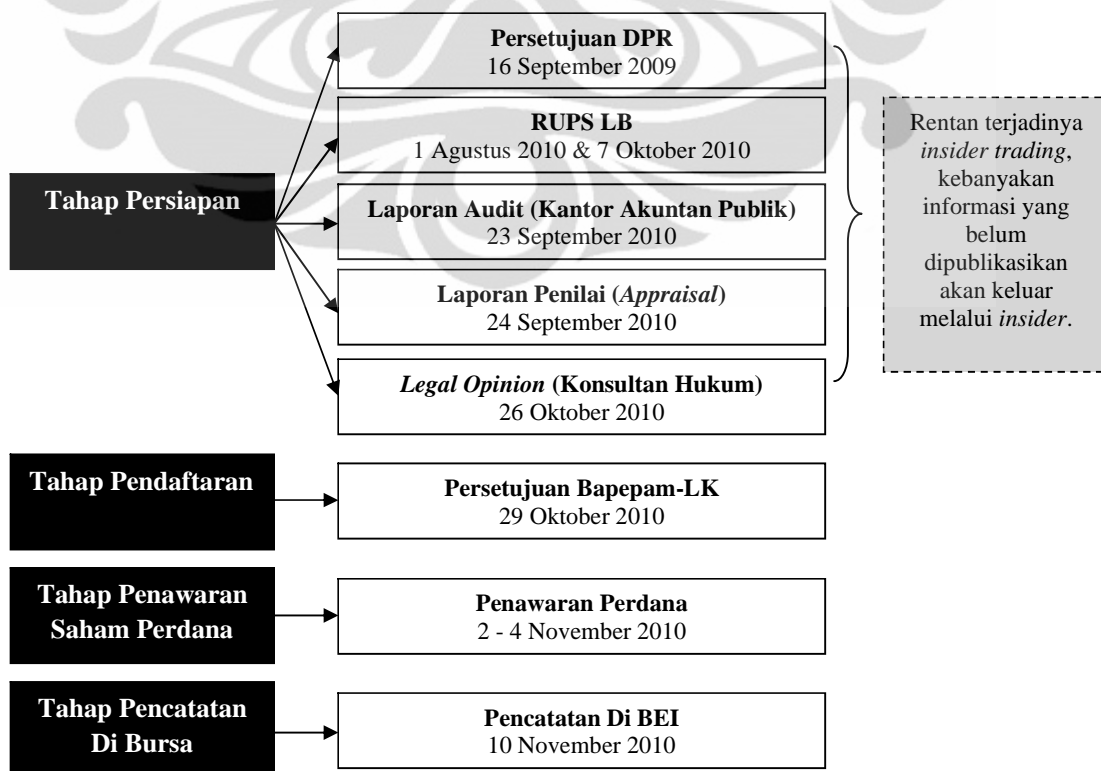 Persetujuan DPR
16 September 2009
RUPS LB
1 Agustus 2010 & 7 Oktober 2010
Tahap Persiapan
Laporan Audit (Kantor Akuntan Publik)
23 September 2010
Laporan Penilai (Appraisal)
24 September 2010
Legal Opinion (Konsultan Hukum)
26 Oktober 2010
Rentan terjadinya
insider trading,
kebanyakan
informasi yang
belum
dipublikasikan
akan keluar
melalui insider.
Tahap Pendaftaran
Persetujuan Bapepam-LK
29 Oktober 2010
Tahap Penawaran
Saham Perdana
Penawaran Perdana
2 - 4 November 2010
Tahap Pencatatan
Di Bursa
Pencatatan Di BEI
10 November 2010